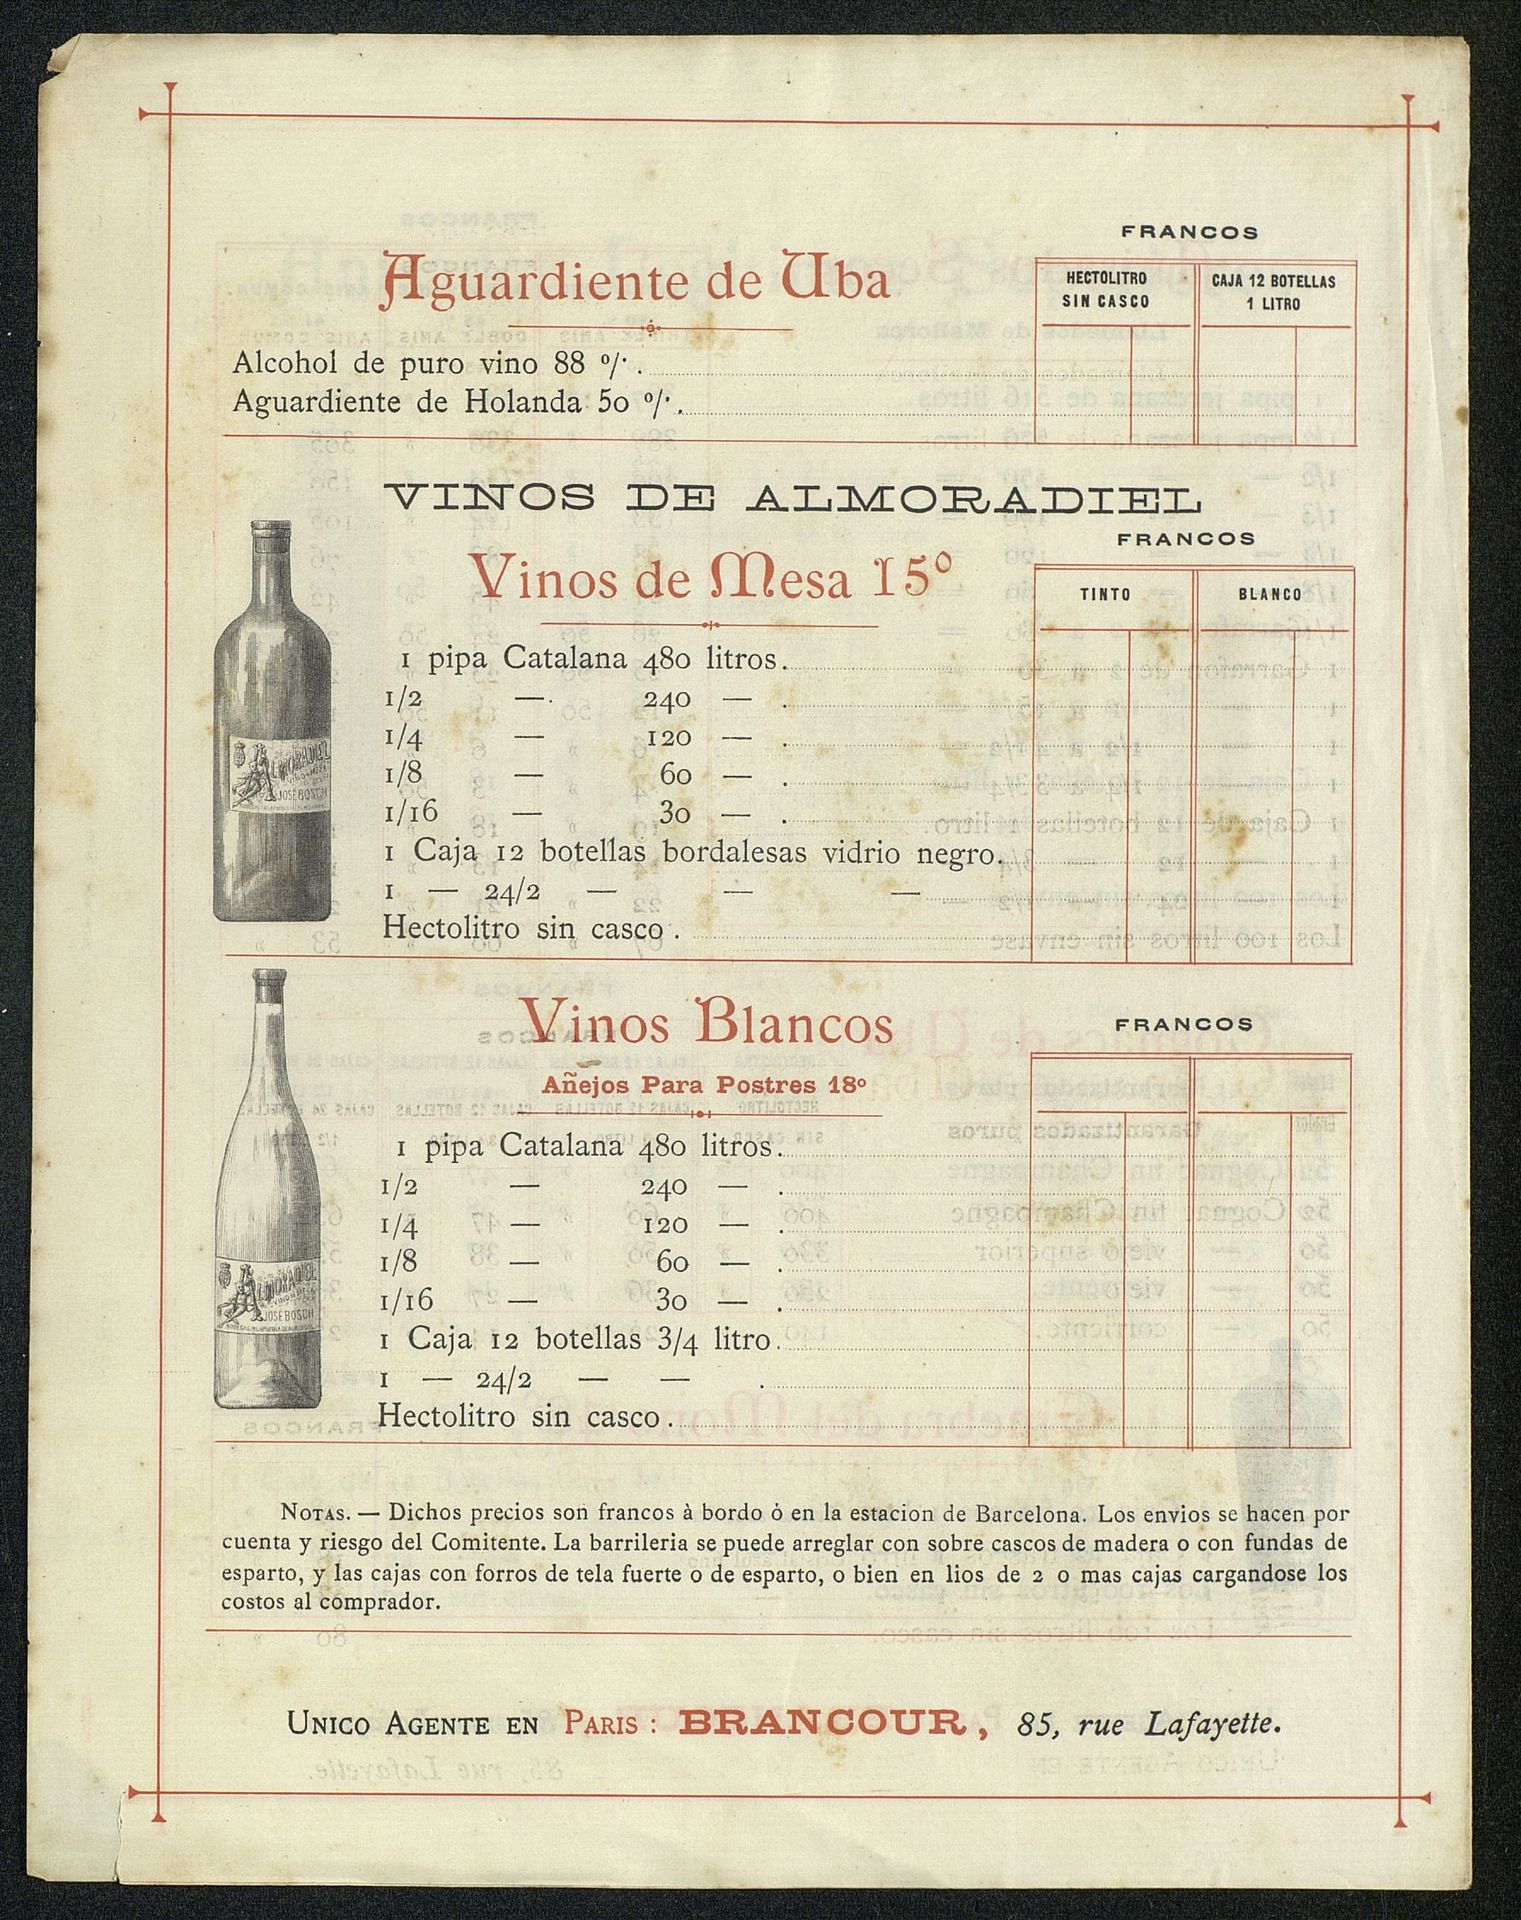 FRANCOS
Aguardiente de Uba
HECTOLITRO
SIN CASCO
CAJA 12 BOTELLAS
1 LITRO
Alcohol de puro vino 88 %.
Aguardiente de Holanda 50 %.
VINOS DE ALMORADIEL
FRANCOS
Vinos de Mesa 15º
TINTO
BLANCO
1 pipa Catalana 480 litros.
1/2 — 240 — .
1/4 — 120 — .
1/8 — 60 — .
1/16 — 30 — .
1 Caja 12 botellas bordalesas vidrio negro.
1 — 24/2 — — —
Hectolitro sin casco.
ALMORADIEL
JOSÉ BOSCH
Vinos Blancos
FRANCOS
Añejos Para Postres 18º
1 pipa Catalana 480 litros.
1/2 — 240 — .
1/4 — 120 — .
1/8 — 60 — .
1/16 — 30 — .
1 Caja 12 botellas 3/4 litro.
1 — 24/2 — — .
Hectolitro sin casco.
ALMORADIEL
JOSÉ BOSCH
NOTAS. — Dichos precios son francos à bordo ó en la estacion de Barcelona. Los envios se hacen por
cuenta y riesgo del Comitente. La barrileria se puede arreglar con sobre cascos de madera o con fundas de
esparto, y las cajas con forros de tela fuerte o de esparto, o bien en lios de 2 o mas cajas cargandose los
costos al comprador.
UNICO AGENTE EN PARIS : BRANCOUR, 85, rue Lafayette.